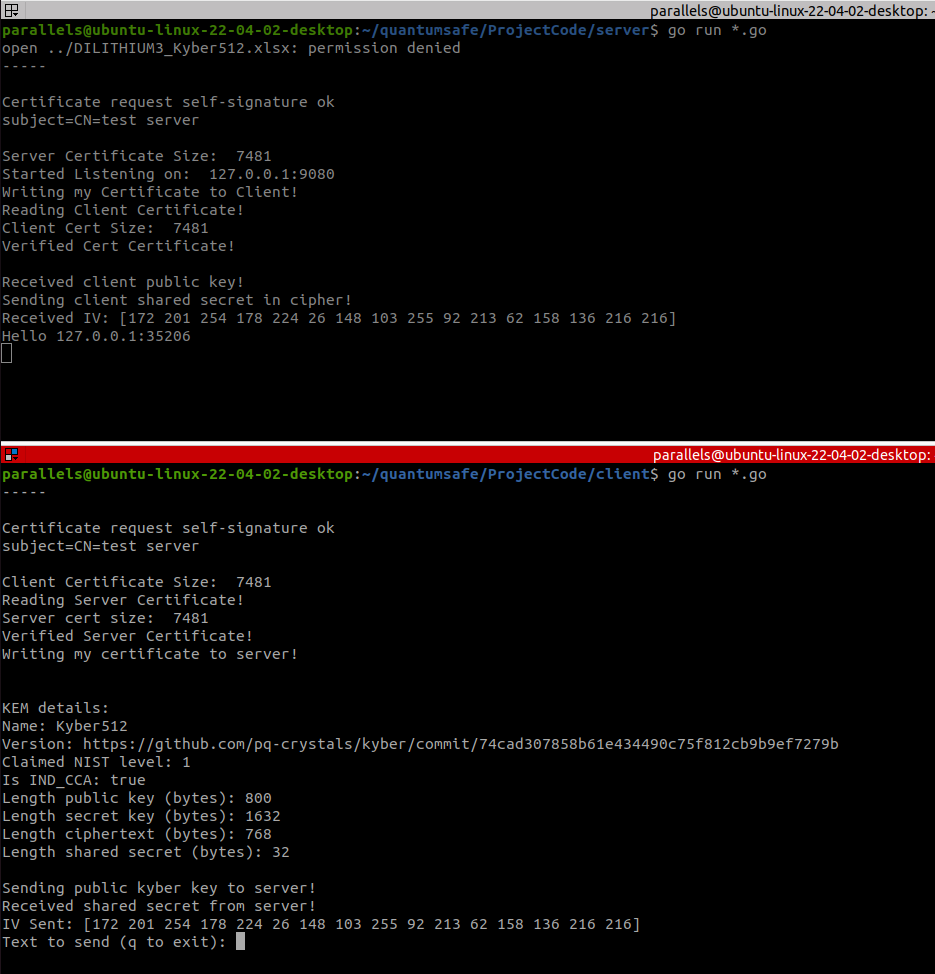 parallels@ubuntu-linux-22-04-02-desktop: ~
parallels@ubuntu-linux-22-04-02-desktop:~/quantumsafe/ProjectCode/server$ go run *.go
open ../DILITHIUM3_Kyber512.xlsx: permission denied
-----
Certificate request self-signature ok
subject=CN=test server
Server Certificate Size:  7481
Started Listening on:  127.0.0.1:9080
Writing my Certificate to Client!
Reading Client Certificate!
Client Cert Size:  7481
Verified Cert Certificate!
Received client public key!
Sending client shared secret in cipher!
Received IV: [172 201 254 178 224 26 148 103 255 92 213 62 158 136 216 216]
Hello 127.0.0.1:35206
parallels@ubuntu-linux-22-04-02-desktop:
parallels@ubuntu-linux-22-04-02-desktop:~/quantumsafe/ProjectCode/client$ go run *.go
-----
Certificate request self-signature ok
subject=CN=test server
Client Certificate Size:  7481
Reading Server Certificate!
Server cert size:  7481
Verified Server Certificate!
Writing my certificate to server!
KEM details:
Name: Kyber512
Version: https://github.com/pq-crystals/kyber/commit/74cad307858b61e434490c75f812cb9b9ef7279b
Claimed NIST level: 1
Is IND_CCA: true
Length public key (bytes): 800
Length secret key (bytes): 1632
Length ciphertext (bytes): 768
Length shared secret (bytes): 32
Sending public kyber key to server!
Received shared secret from server!
IV Sent: [172 201 254 178 224 26 148 103 255 92 213 62 158 136 216 216]
Text to send (q to exit):